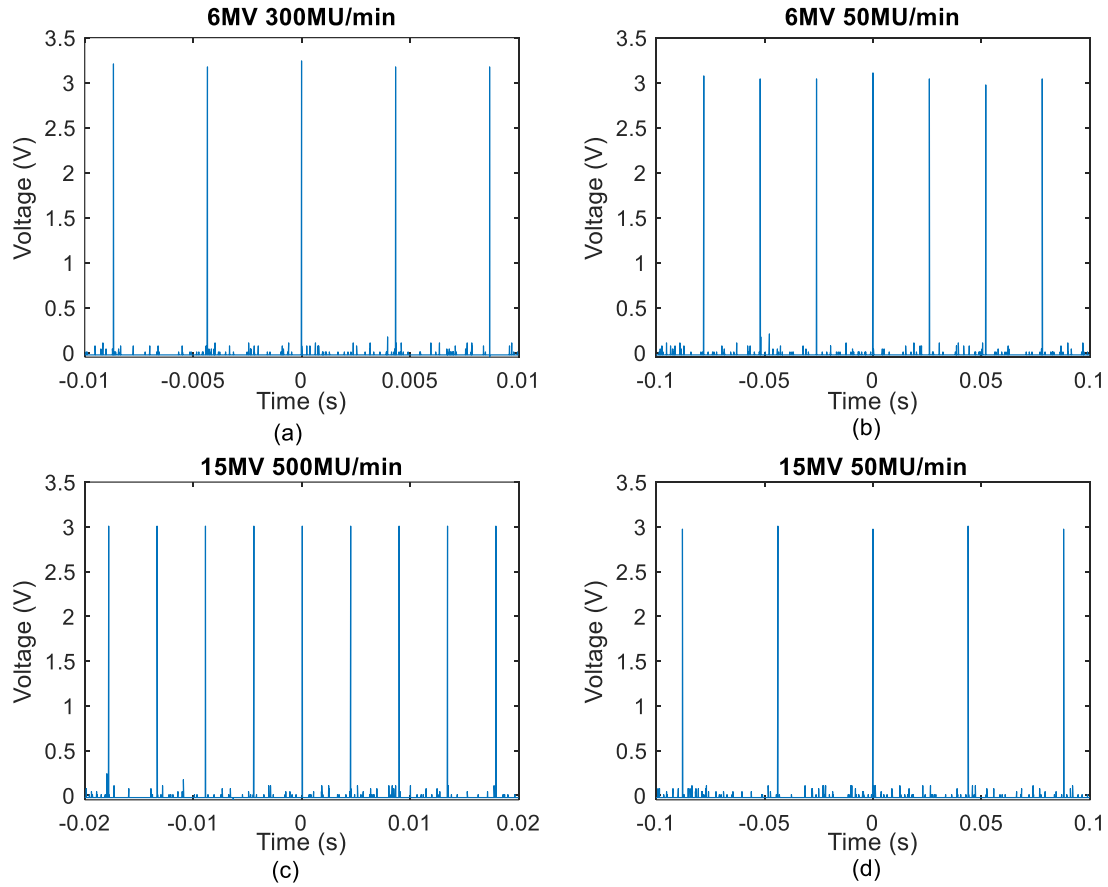 6MV 300MU/min
3.5
3
2.5
2
1.5
1
0.5
0
Voltage (V)
-0.01 -0.005 0 0.005 0.01
Time (s)
(a)
6MV 50MU/min
3.5
3
2.5
2
1.5
1
0.5
0
Voltage (V)
-0.1 -0.05 0 0.05 0.1
Time (s)
(b)
15MV 500MU/min
3.5
3
2.5
2
1.5
1
0.5
0
Voltage (V)
-0.02 -0.01 0 0.01 0.02
Time (s)
(c)
15MV 50MU/min
3.5
3
2.5
2
1.5
1
0.5
0
Voltage (V)
-0.1 -0.05 0 0.05 0.1
Time (s)
(d)